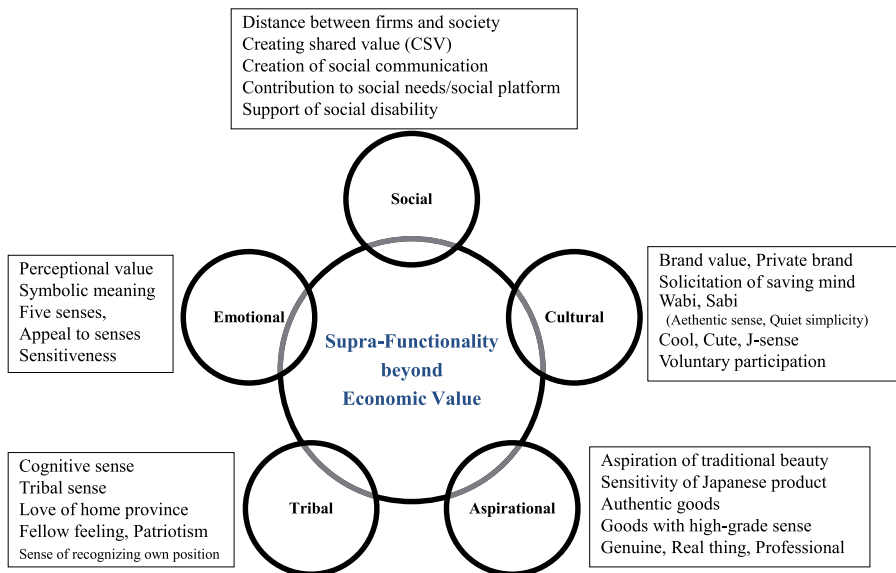 Distance between firms and society
Creating shared value (CSV)
Creation of social communication
Contribution to social needs/social platform
Support of social disability
Social
Perceptional value
Symbolic meaning
Five senses,
Appeal to senses
Sensitiveness
Emotional
Supra-Functionality
beyond
Economic Value
Cultural
Brand value, Private brand
Solicitation of saving mind
Wabi, Sabi
(Aethentic sense, Quiet simplicity)
Cool, Cute, J-sense
Voluntary participation
Cognitive sense
Tribal sense
Love of home province
Fellow feeling, Patriotism
Sense of recognizing own position
Tribal
Aspirational
Aspiration of traditional beauty
Sensitivity of Japanese product
Authentic goods
Goods with high-grade sense
Genuine, Real thing, Professional